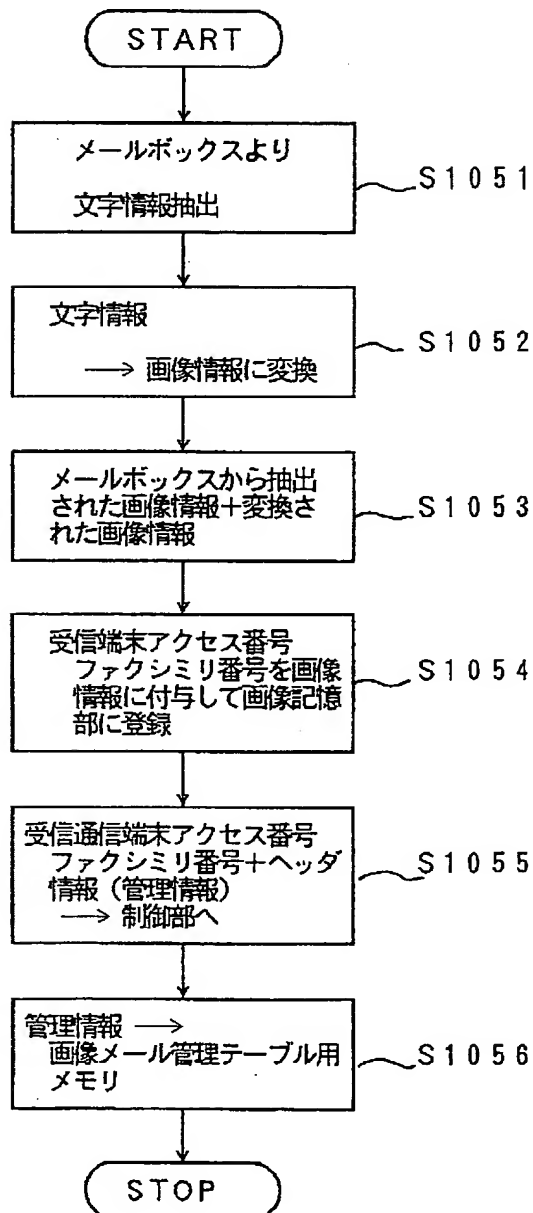 START
メールボックスより
文字情報抽出
S1051
文字情報
→ 画像情報に変換
S1052
メールボックスから抽出
された画像情報+変換さ
れた画像情報
S1053
受信端末アクセス番号
ファクシミリ番号を画像
情報に付与して画像記憶
部に登録
S1054
受信通信端末アクセス番号
ファクシミリ番号+ヘッダ
情報(管理情報)
→ 制御部へ
S1055
管理情報 →
画像メール管理テーブル用
メモリ
S1056
STOP